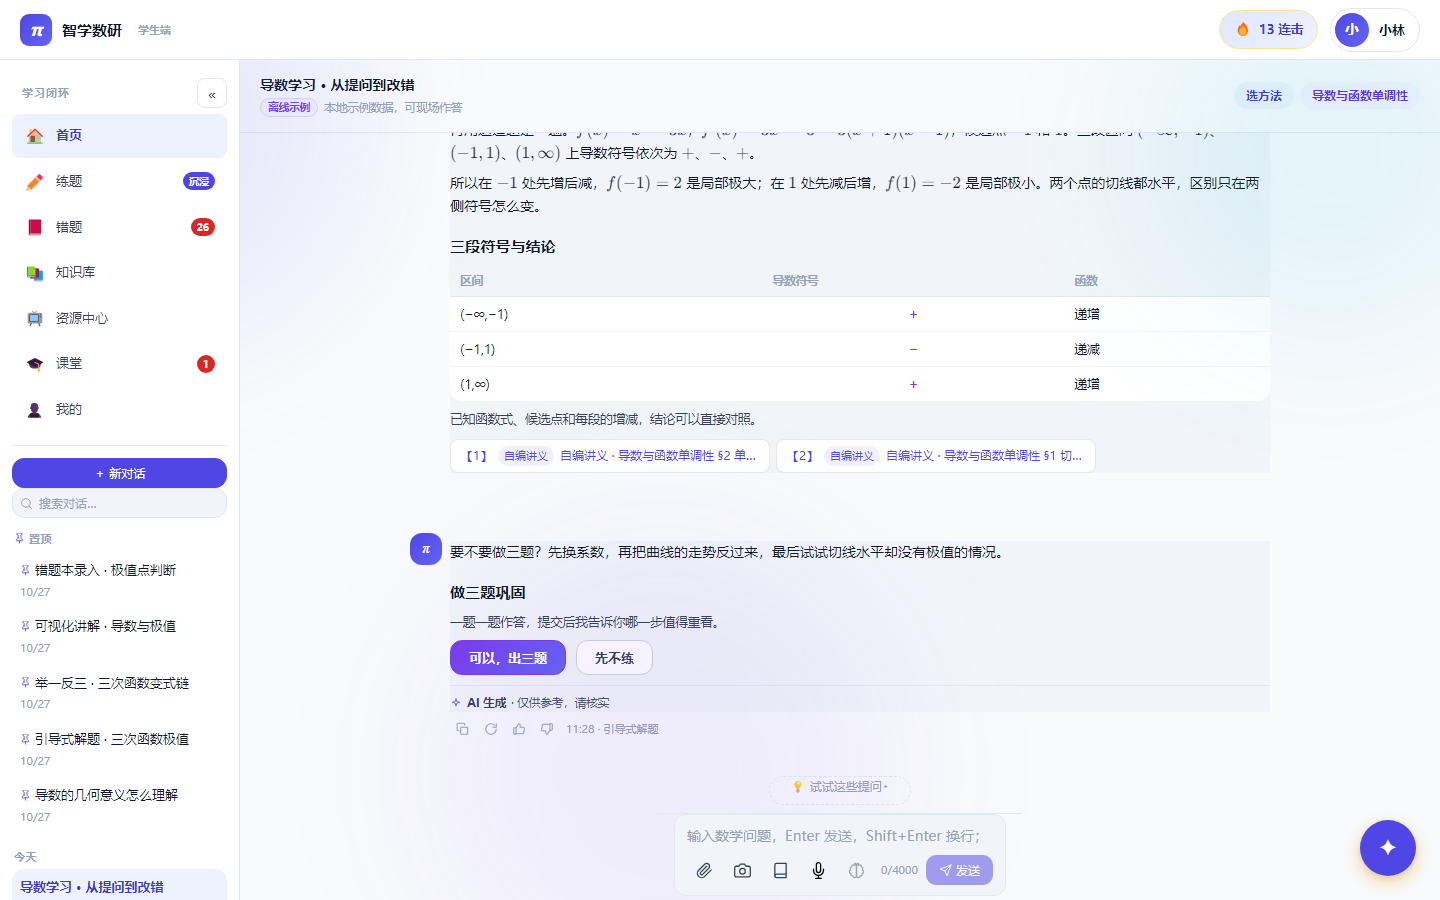 π 智学数研 学生端
13 连击
小 小林
学习闭环 «
首页
练题 沉浸
错题 26
知识库
资源中心
课堂 1
我的
+ 新对话
搜索对话...
置顶
错题本录入 · 极值点判断
10/27
可视化讲解 · 导数与极值
10/27
举一反三 · 三次函数变式链
10/27
引导式解题 · 三次函数极值
10/27
导数的几何意义怎么理解
10/27
今天
导数学习 • 从提问到改错
导数学习 • 从提问到改错
离线示例 本地示例数据，可现场作答
选方法 导数与函数单调性
(−1, 1)、(1, ∞) 上导数符号依次为 +、−、+。
所以在 −1 处先增后减，f(−1) = 2 是局部极大；在 1 处先减后增，f(1) = −2 是局部极小。两个点的切线都水平，区别只在两
侧符号怎么变。
三段符号与结论
区间 导数符号 函数
(−∞,−1) + 递增
(−1,1) − 递减
(1,∞) + 递增
已知函数式、候选点和每段的增减，结论可以直接对照。
【1】 自编讲义 自编讲义 · 导数与函数单调性 §2 单...
【2】 自编讲义 自编讲义 · 导数与函数单调性 §1 切...
π
要不要做三题？先换系数，再把曲线的走势反过来，最后试试切线水平却没有极值的情况。
做三题巩固
一题一题作答，提交后我告诉你哪一步值得重看。
可以，出三题 先不练
AI 生成 · 仅供参考，请核实
11:28 · 引导式解题
试试这些提问
输入数学问题，Enter 发送，Shift+Enter 换行；
0/4000 发送